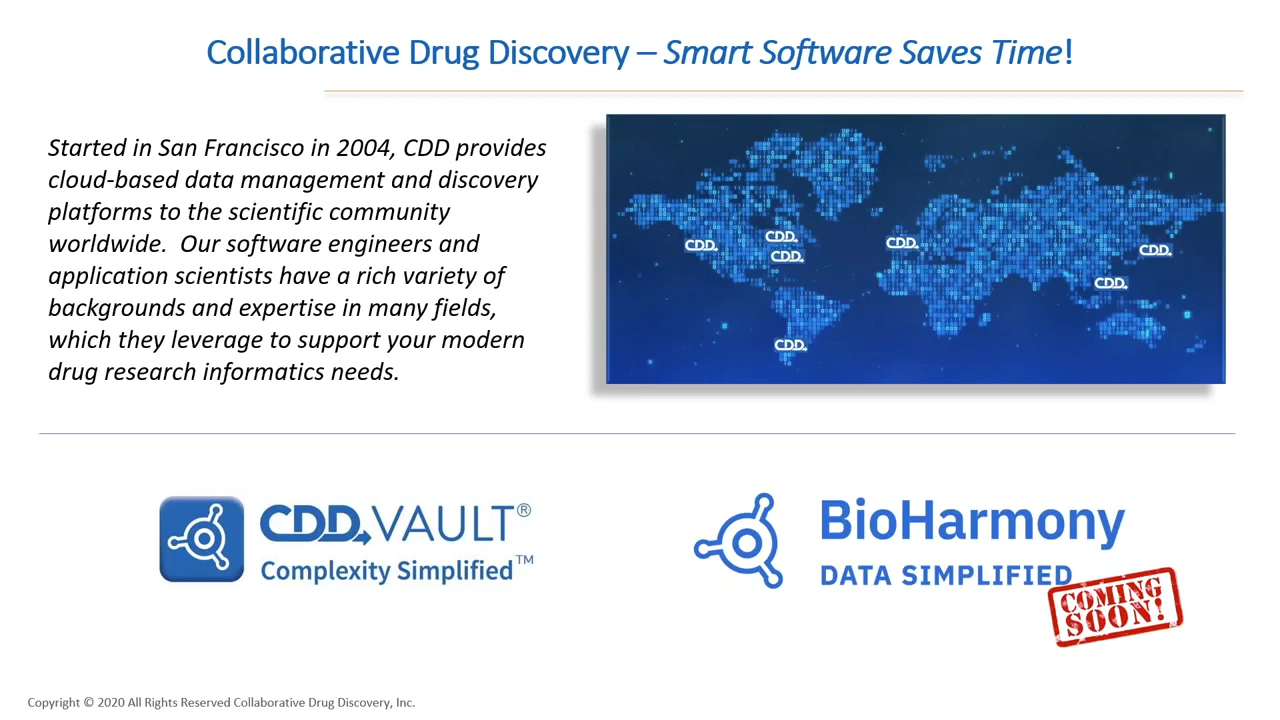 Collaborative Drug Discovery – Smart Software Saves Time!
Started in San Francisco in 2004, CDD provides
cloud-based data management and discovery
platforms to the scientific community
worldwide.  Our software engineers and
application scientists have a rich variety of
backgrounds and expertise in many fields,
which they leverage to support your modern
drug research informatics needs.
CDD.
CDD.
CDD.
CDD.
CDD.
CDD.
CDD.
CDD VAULT®
Complexity Simplified™
BioHarmony
DATA SIMPLIFIED
COMING
SOON!
Copyright © 2020 All Rights Reserved Collaborative Drug Discovery, Inc.